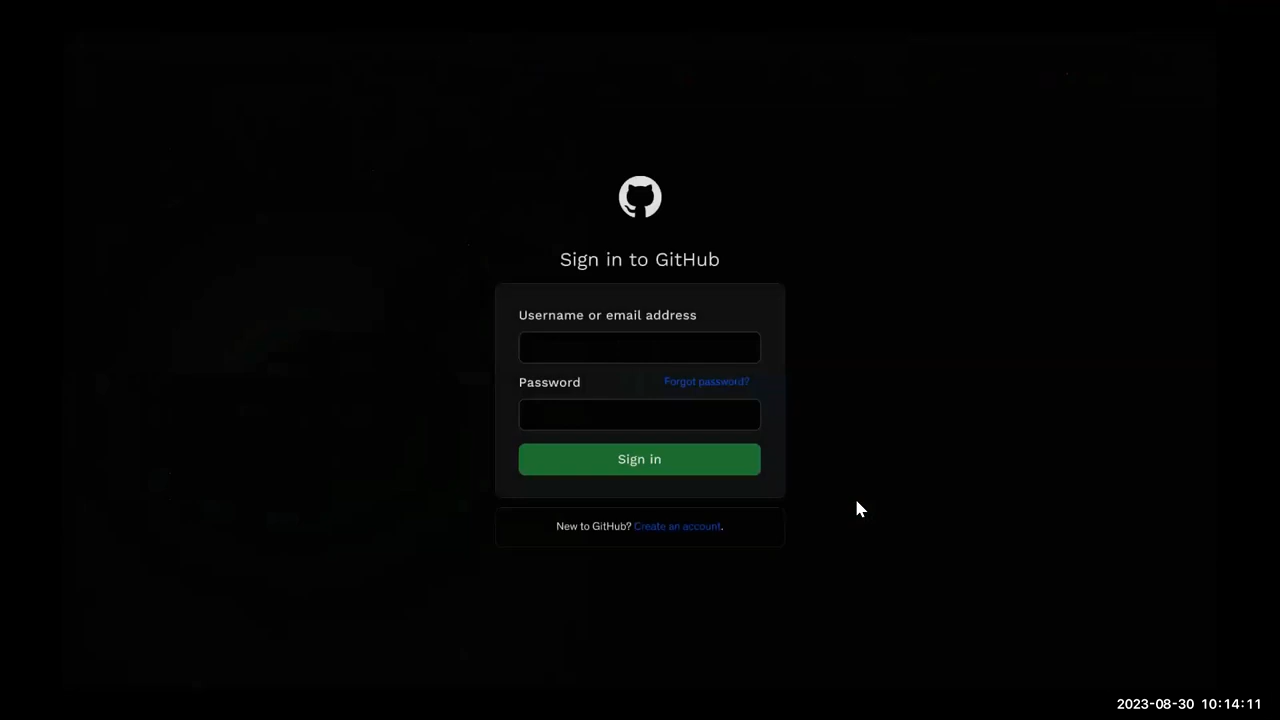 Sign in to GitHub
Username or email address
Password Forgot password?
Sign in
New to GitHub? Create an account.
2023-08-30 10:14:11